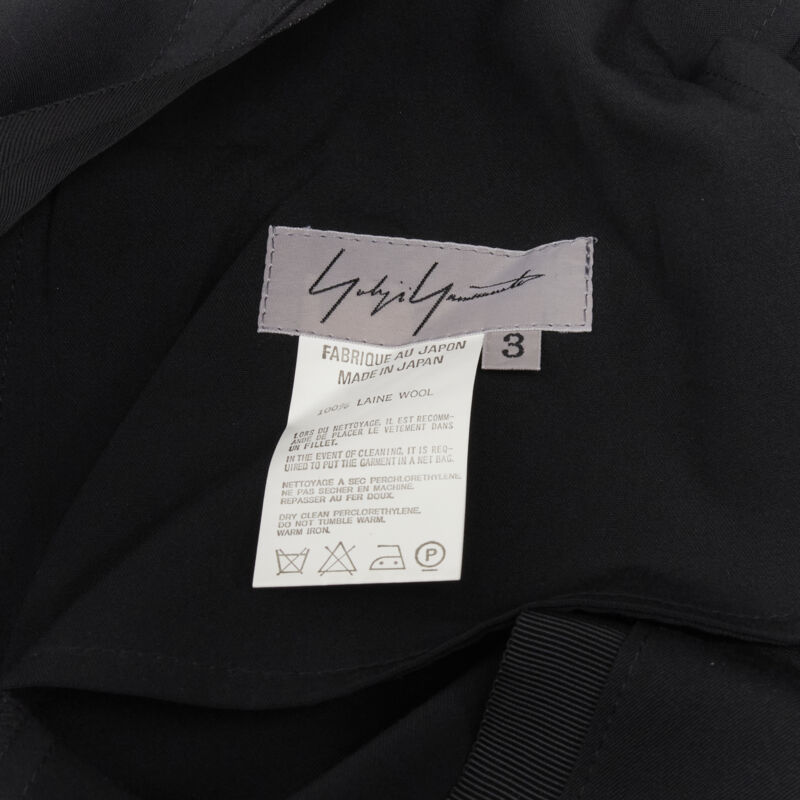 Yohji Yamamoto
3
FABRIQUE AU JAPON
MADE IN JAPAN
100% LAINE WOOL
LORS DU NETTOYAGE, IL EST RECOMM-
ANDE DE PLACER LE VETEMENT DANS
UN FILLET.
IN THE EVENT OF CLEANING, IT IS REQ-
UIRED TO PUT THE GARMENT IN A NET BAG.
NETTOYAGE A SEC PERCHLORETHYLENE.
NE PAS SECHER EN MACHINE.
REPASSER AU FER DOUX.
DRY CLEAN PERCLORETHYLENE.
DO NOT TUMBLE WARM.
WARM IRON.
P